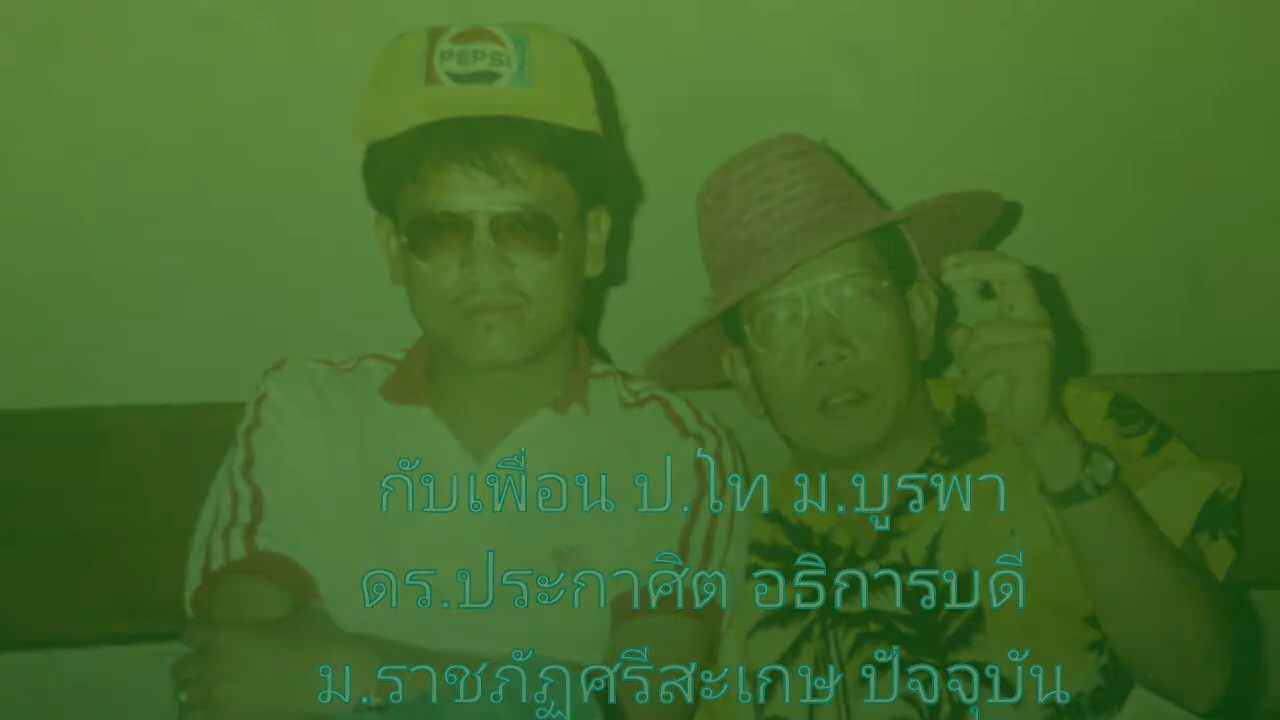 PEPSI
กับเพื่อน ป.โท ม.บูรพา
ดร.ประกาศิต อธิการบดี
ม.ราชภัฏศรีสะเกษ ปัจจุบัน